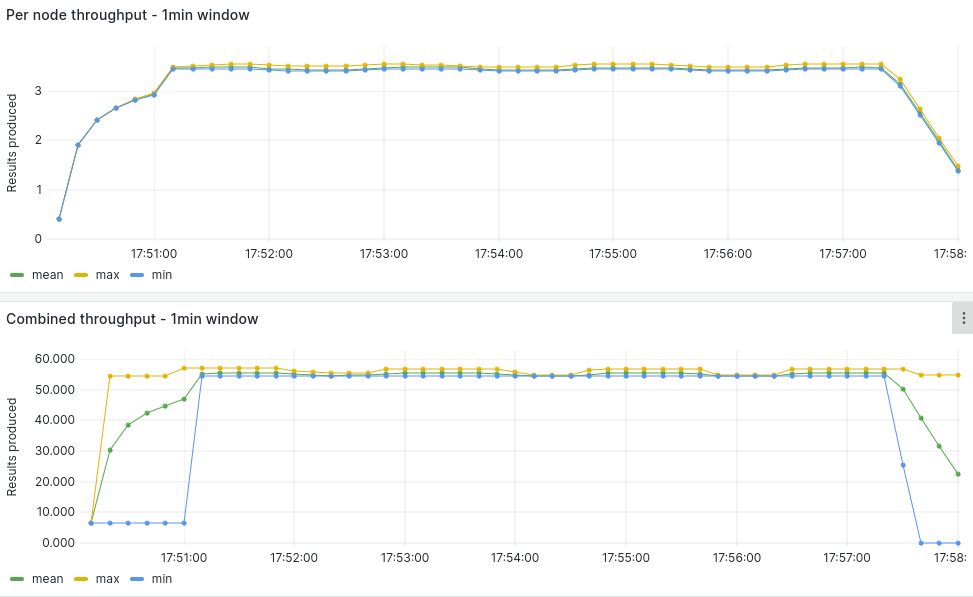 Per node throughput - 1min window
Results produced
3
2
1
0
17:51:00 17:52:00 17:53:00 17:54:00 17:55:00 17:56:00 17:57:00 17:58:
mean max min
Combined throughput - 1min window
Results produced
60.000
50.000
40.000
30.000
20.000
10.000
0.000
17:51:00 17:52:00 17:53:00 17:54:00 17:55:00 17:56:00 17:57:00 17:58:
mean max min